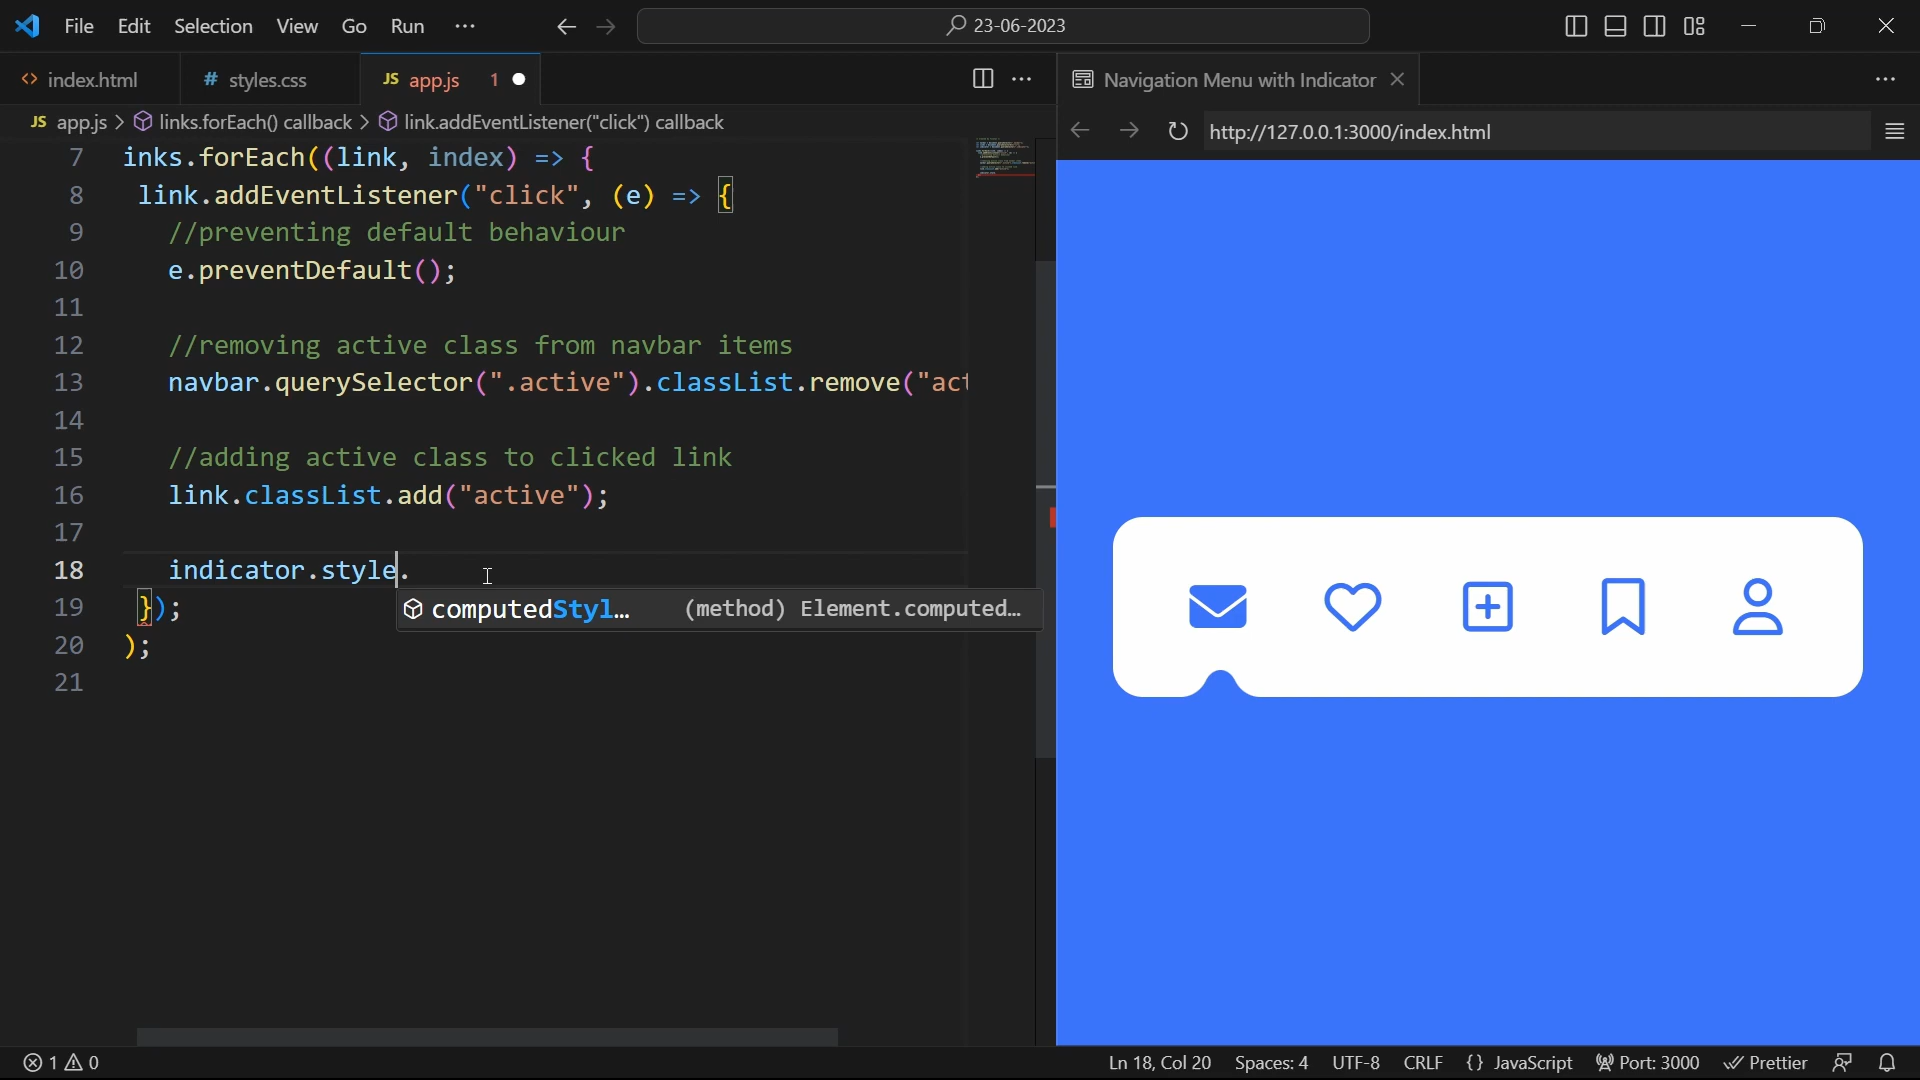 File Edit Selection View Go Run ··· 23-06-2023
index.html styles.css JS app.js 1
Navigation Menu with Indicator
JS app.js > links.forEach() callback > link.addEventListener("click") callback
http://127.0.0.1:3000/index.html
7 inks.forEach((link, index) => {
8 link.addEventListener("click", (e) => {
9 //preventing default behaviour
10 e.preventDefault();
11
12 //removing active class from navbar items
13 navbar.querySelector(".active").classList.remove("act
14
15 //adding active class to clicked link
16 link.classList.add("active");
17
18 indicator.style.
19 });
computedStyl... (method) Element.computed...
20 );
21
1 0 Ln 18, Col 20 Spaces: 4 UTF-8 CRLF {} JavaScript Port: 3000 Prettier